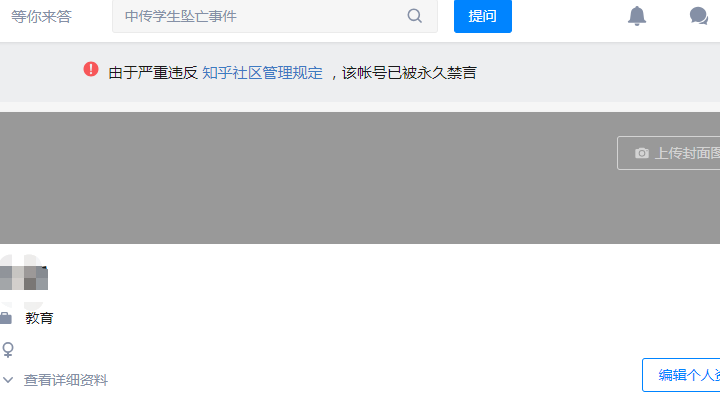 等你来答 中传学生坠亡事件 提问
由于严重违反 知乎社区管理规定 ，该帐号已被永久禁言
上传封面图
教育
查看详细资料
编辑个人资